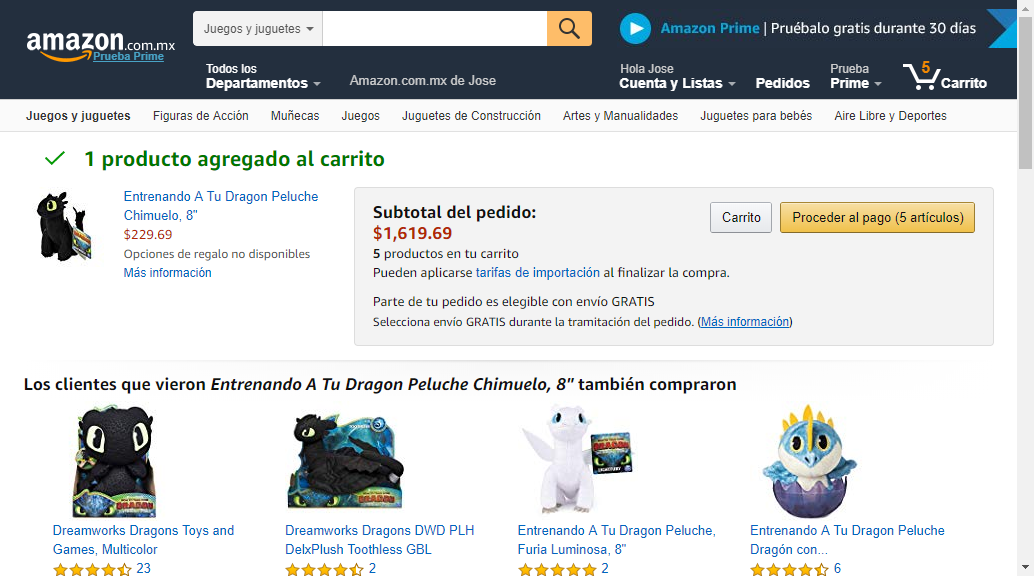 amazon.com.mx
Prueba Prime
Juegos y juguetes
Amazon Prime | Pruébalo gratis durante 30 días
Todos los
Departamentos
Amazon.com.mx de Jose
Hola Jose
Cuenta y Listas
Pedidos
Prueba
Prime
5
Carrito
Juegos y juguetes Figuras de Acción Muñecas Juegos Juguetes de Construcción Artes y Manualidades Juguetes para bebés Aire Libre y Deportes
1 producto agregado al carrito
Entrenando A Tu Dragon Peluche
Chimuelo, 8"
$229.69
Opciones de regalo no disponibles
Más información
Subtotal del pedido:
$1,619.69
5 productos en tu carrito
Pueden aplicarse tarifas de importación al finalizar la compra.
Parte de tu pedido es elegible con envío GRATIS
Selecciona envío GRATIS durante la tramitación del pedido. (Más información)
Carrito
Proceder al pago (5 artículos)
Los clientes que vieron Entrenando A Tu Dragon Peluche Chimuelo, 8" también compraron
Dreamworks Dragons Toys and
Games, Multicolor
23
Dreamworks Dragons DWD PLH
DelxPlush Toothless GBL
2
Entrenando A Tu Dragon Peluche,
Furia Luminosa, 8"
2
Entrenando A Tu Dragon Peluche
Dragón con...
6